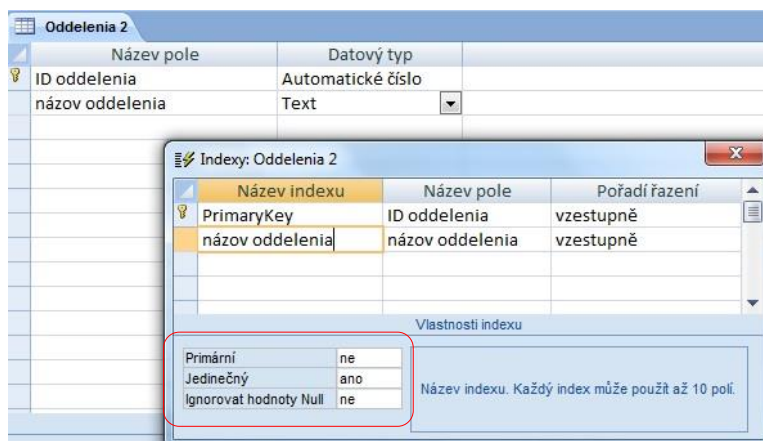 Oddelenia 2
Název pole Datový typ
ID oddelenia Automatické číslo
názov oddelenia Text
Indexy: Oddelenia 2
Název indexu Název pole Pořadí řazení
PrimaryKey ID oddelenia vzestupně
názov oddelenia názov oddelenia vzestupně
Vlastnosti indexu
Primární ne
Jedinečný ano
Ignorovat hodnoty Null ne
Název indexu. Každý index může použít až 10 polí.